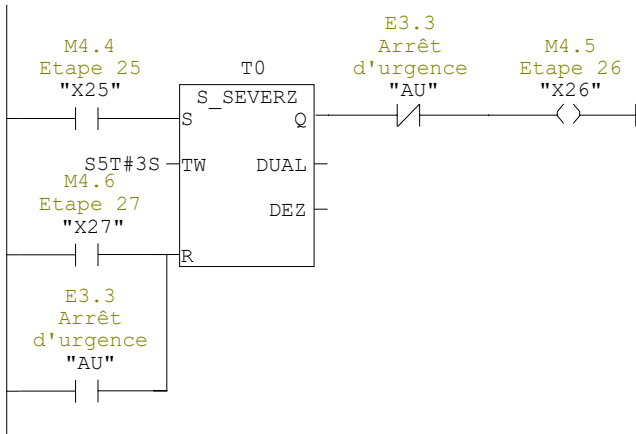 E3.3
Arrêt
d'urgence
"AU"
M4.4
Etape 25
"X25"
T0
M4.5
Etape 26
"X26"
S_SEVERZ
S
Q
S5T#3S
TW
DUAL
DEZ
M4.6
Etape 27
"X27"
R
E3.3
Arrêt
d'urgence
"AU"